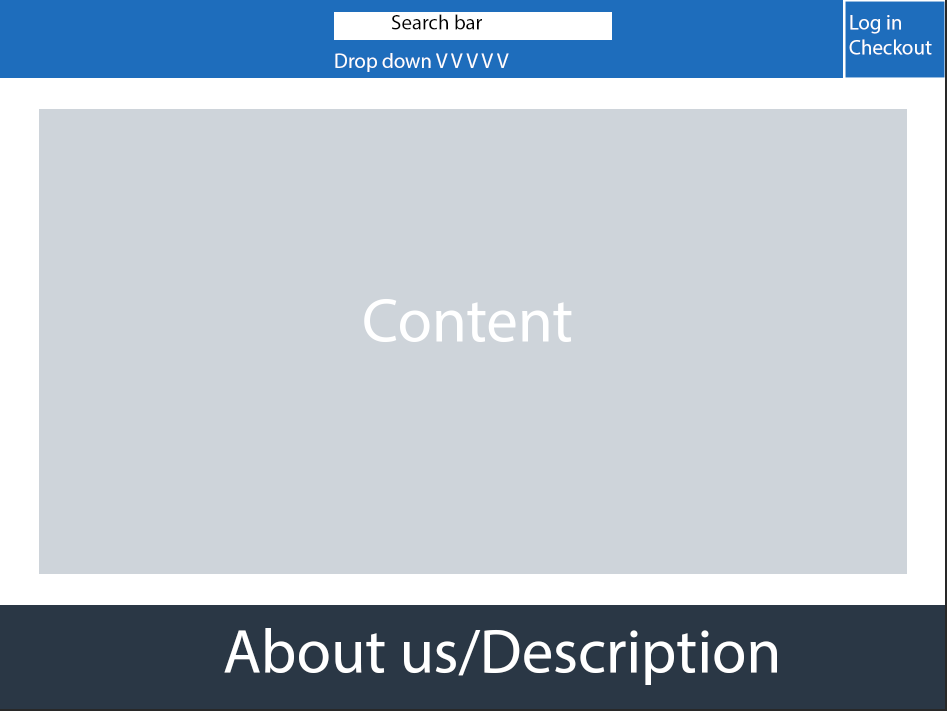 Search bar
Log in
Checkout
Drop down V V V V V
Content
About us/Description